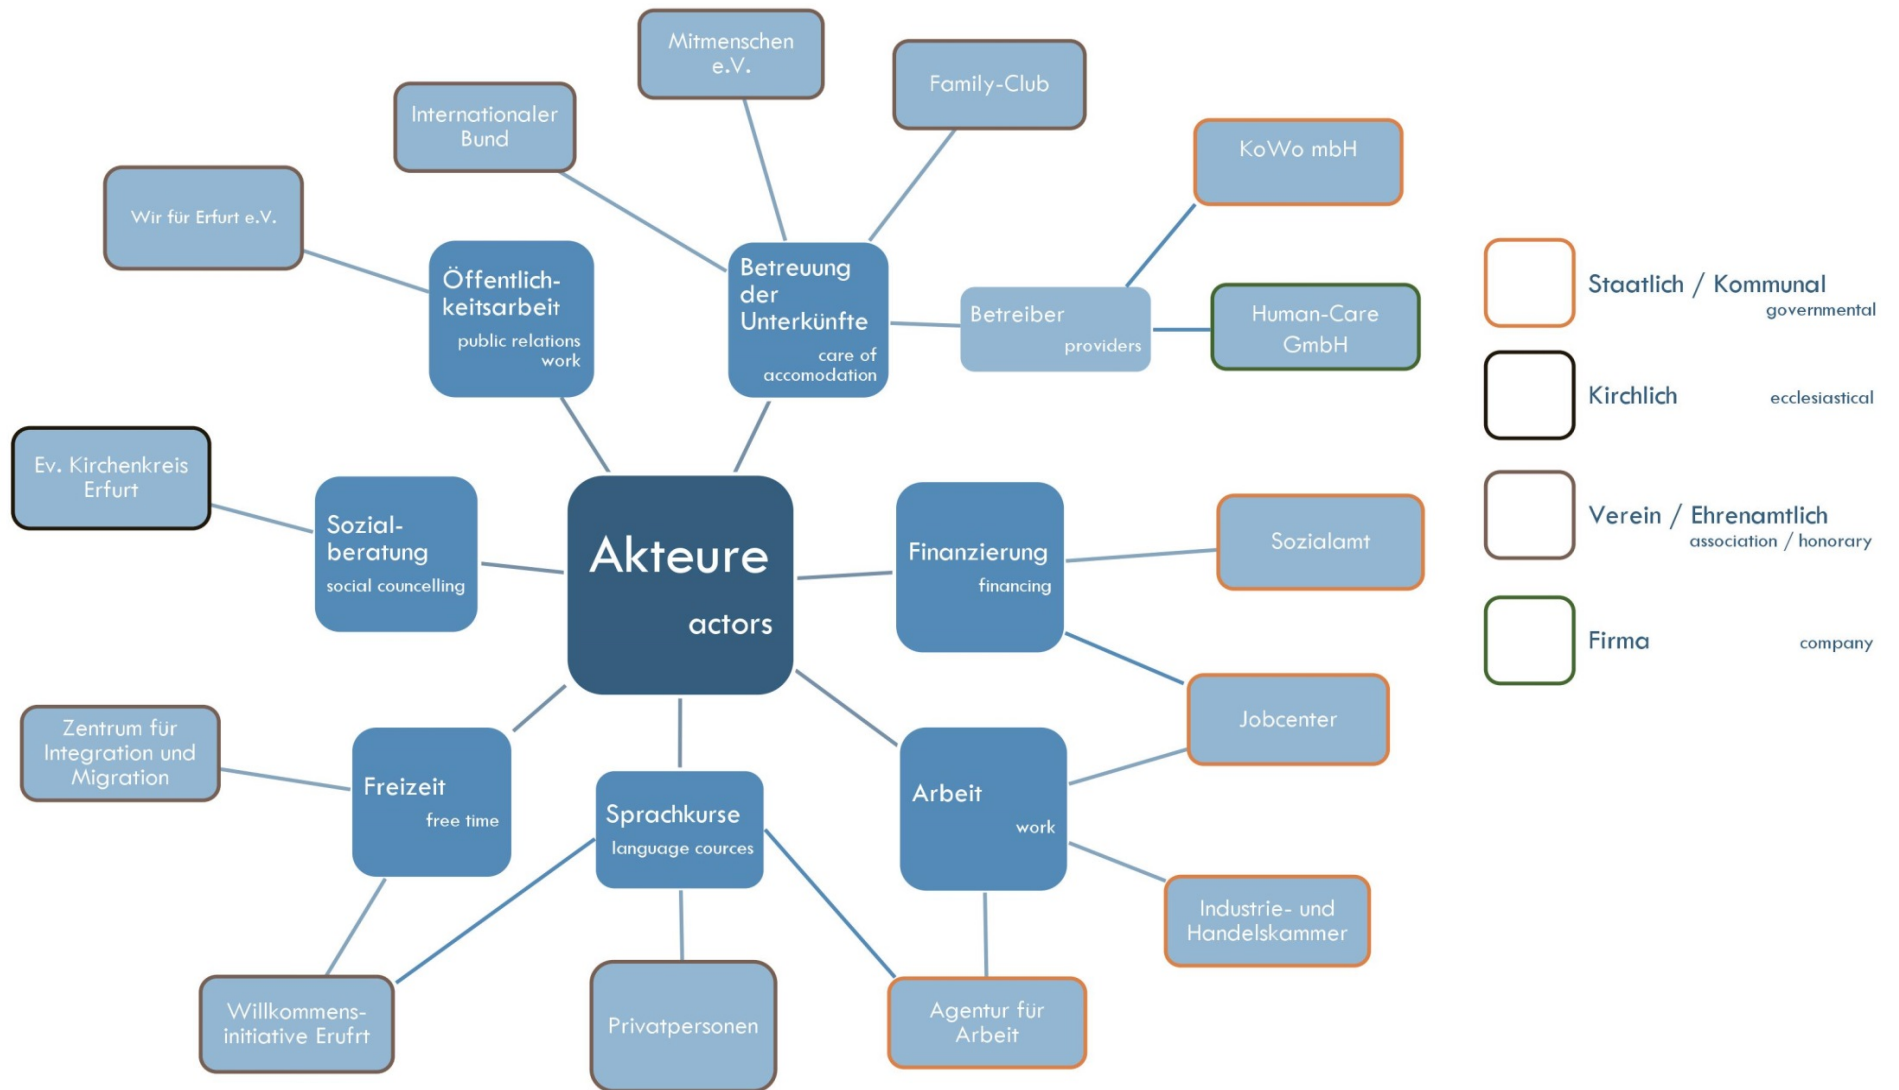 Mitmenschen
e.V.
Family-Club
Internationaler
Bund
KoWo mbH
Wir für Erfurt e.V.
Öffentlich-
keitsarbeit
public relations
work
Betreuung
der
Unterkünfte
care of
accomodation
Betreiber
providers
Human-Care
GmbH
Staatlich / Kommunal
governmental
Kirchlich
ecclesiastical
Verein / Ehrenamtlich
association / honorary
Firma
company
Ev. Kirchenkreis
Erfurt
Sozial-
beratung
social councelling
Akteure
actors
Finanzierung
financing
Sozialamt
Jobcenter
Zentrum für
Integration und
Migration
Freizeit
free time
Sprachkurse
language cources
Arbeit
work
Industrie- und
Handelskammer
Willkommens-
initiative Erufrt
Privatpersonen
Agentur für
Arbeit